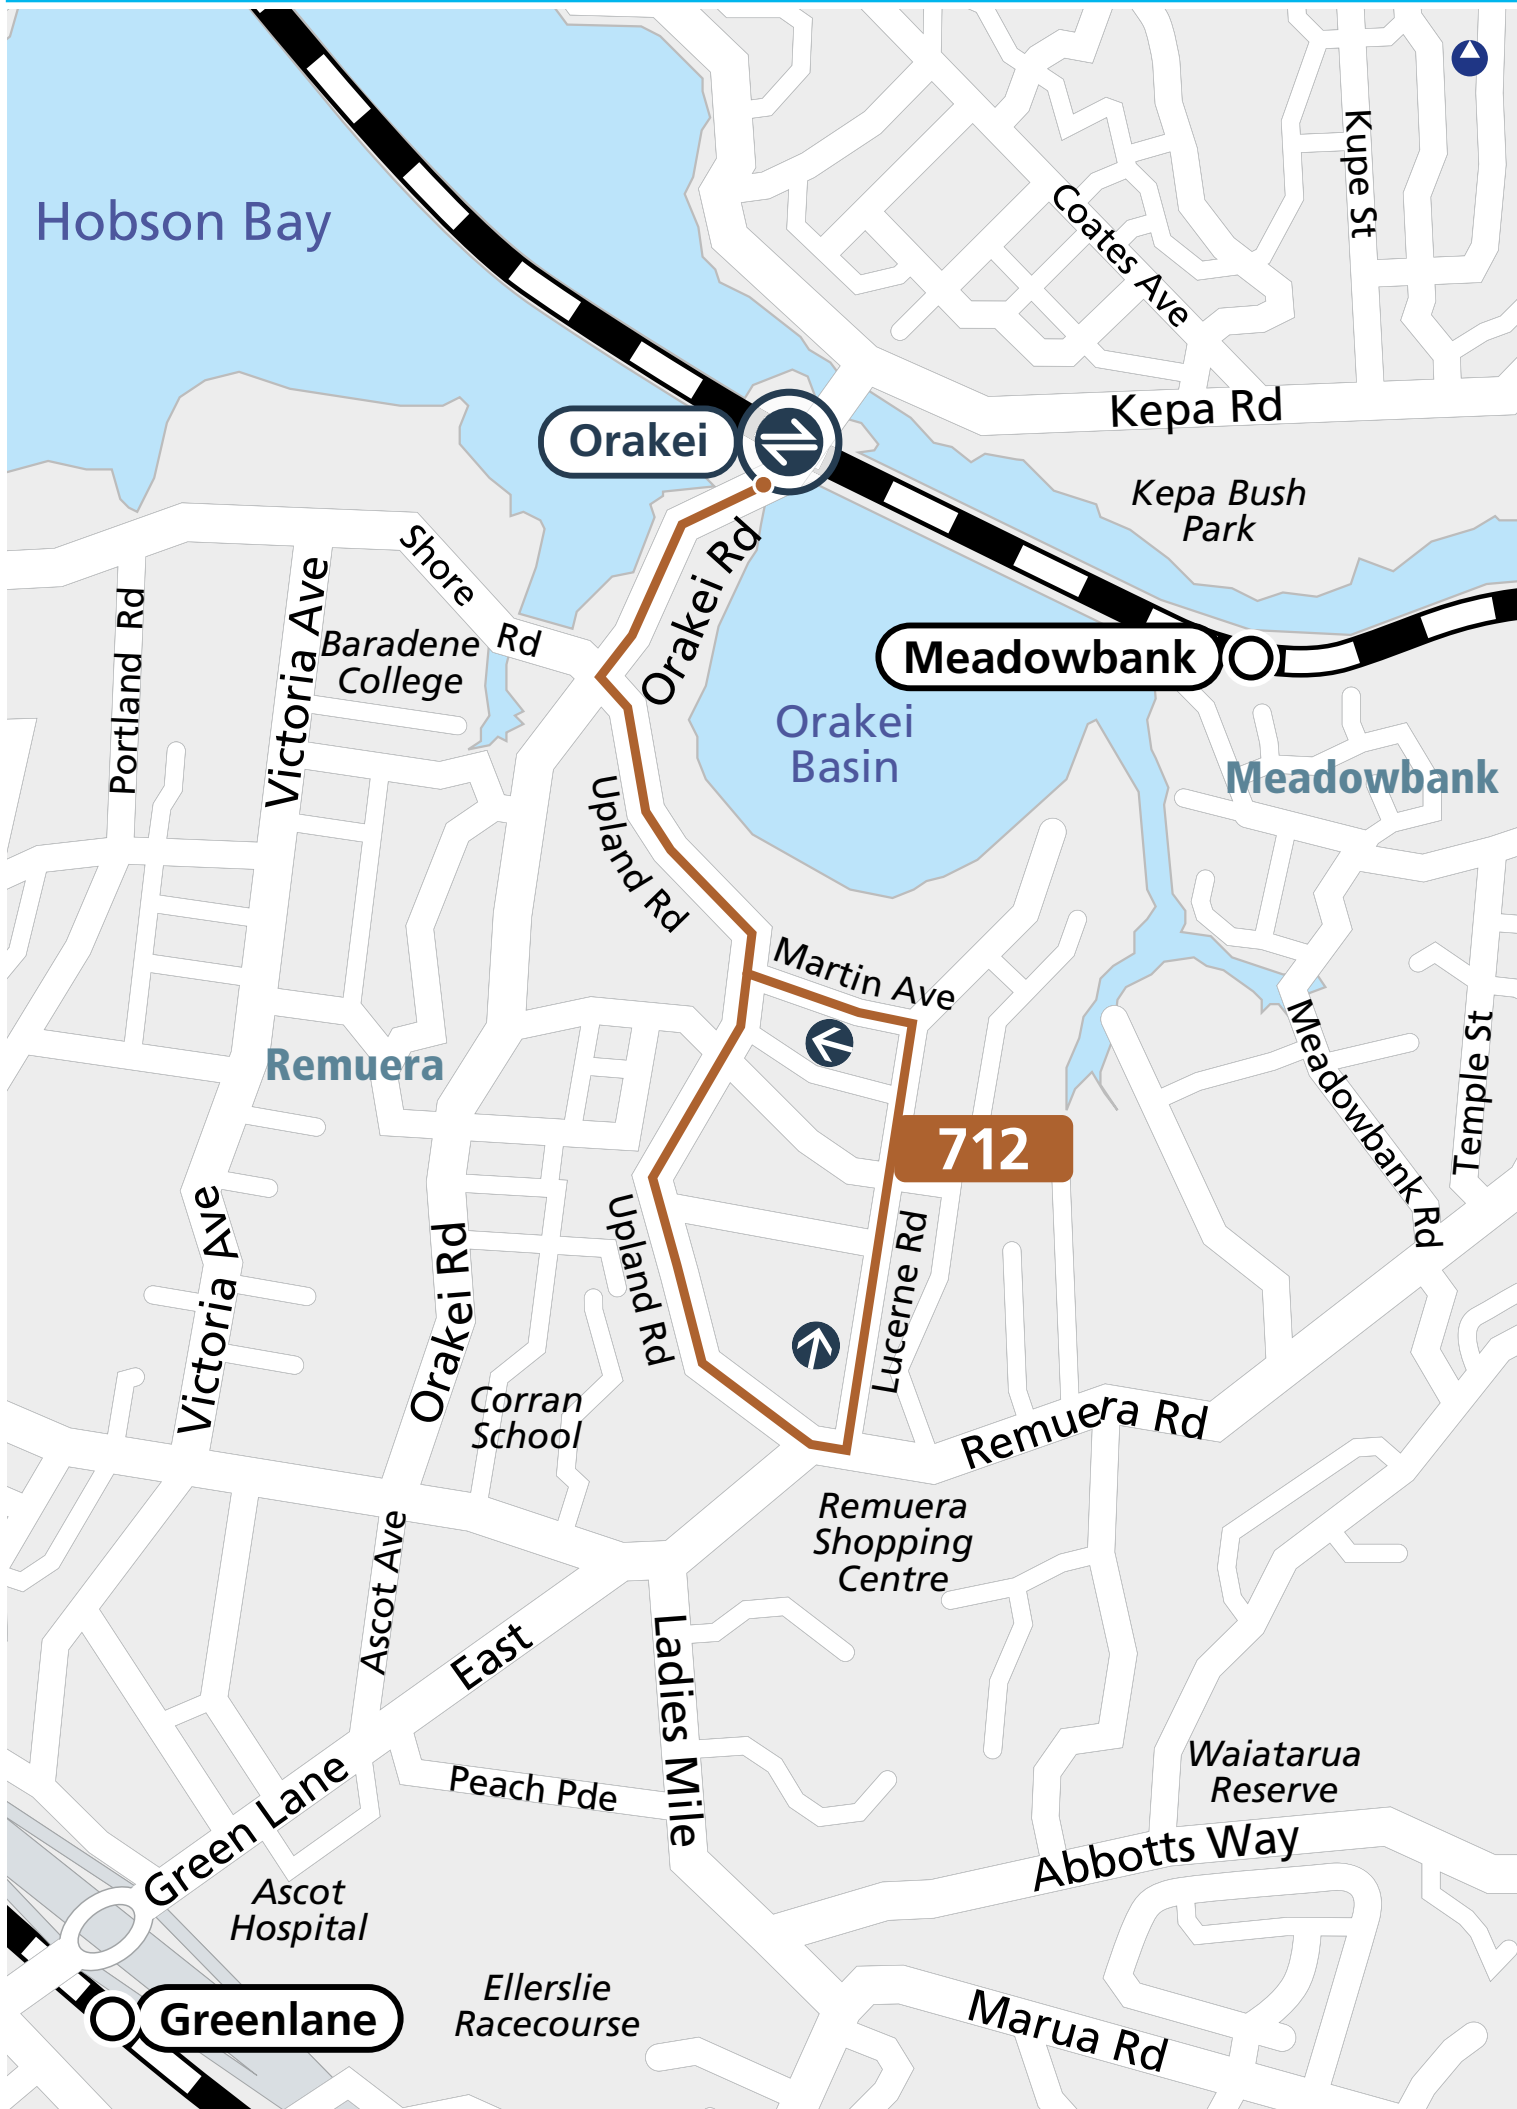 Kupe St
Hobson Bay
Coates Ave
Kepa Rd
Orakei
Kepa Bush
Park
Orakei Rd
Shore Rd
Victoria Ave
Portland Rd
Baradene
College
Meadowbank
Orakei
Basin
Meadowbank
Upland Rd
Martin Ave
Meadowbank Rd
Temple St
Remuera
712
Victoria Ave
Upland Rd
Lucerne Rd
Orakei Rd
Corran
School
Remuera Rd
Remuera
Shopping
Centre
Ascot Ave
Green Lane East
Ladies Mile
Peach Pde
Waiatarua
Reserve
Abbotts Way
Ascot
Hospital
Ellerslie
Racecourse
Greenlane
Marua Rd